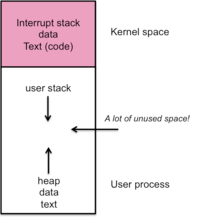 Interrupt stack
data
Text (code)
Kernel space
user stack
A lot of unused space!
heap
data
text
User process